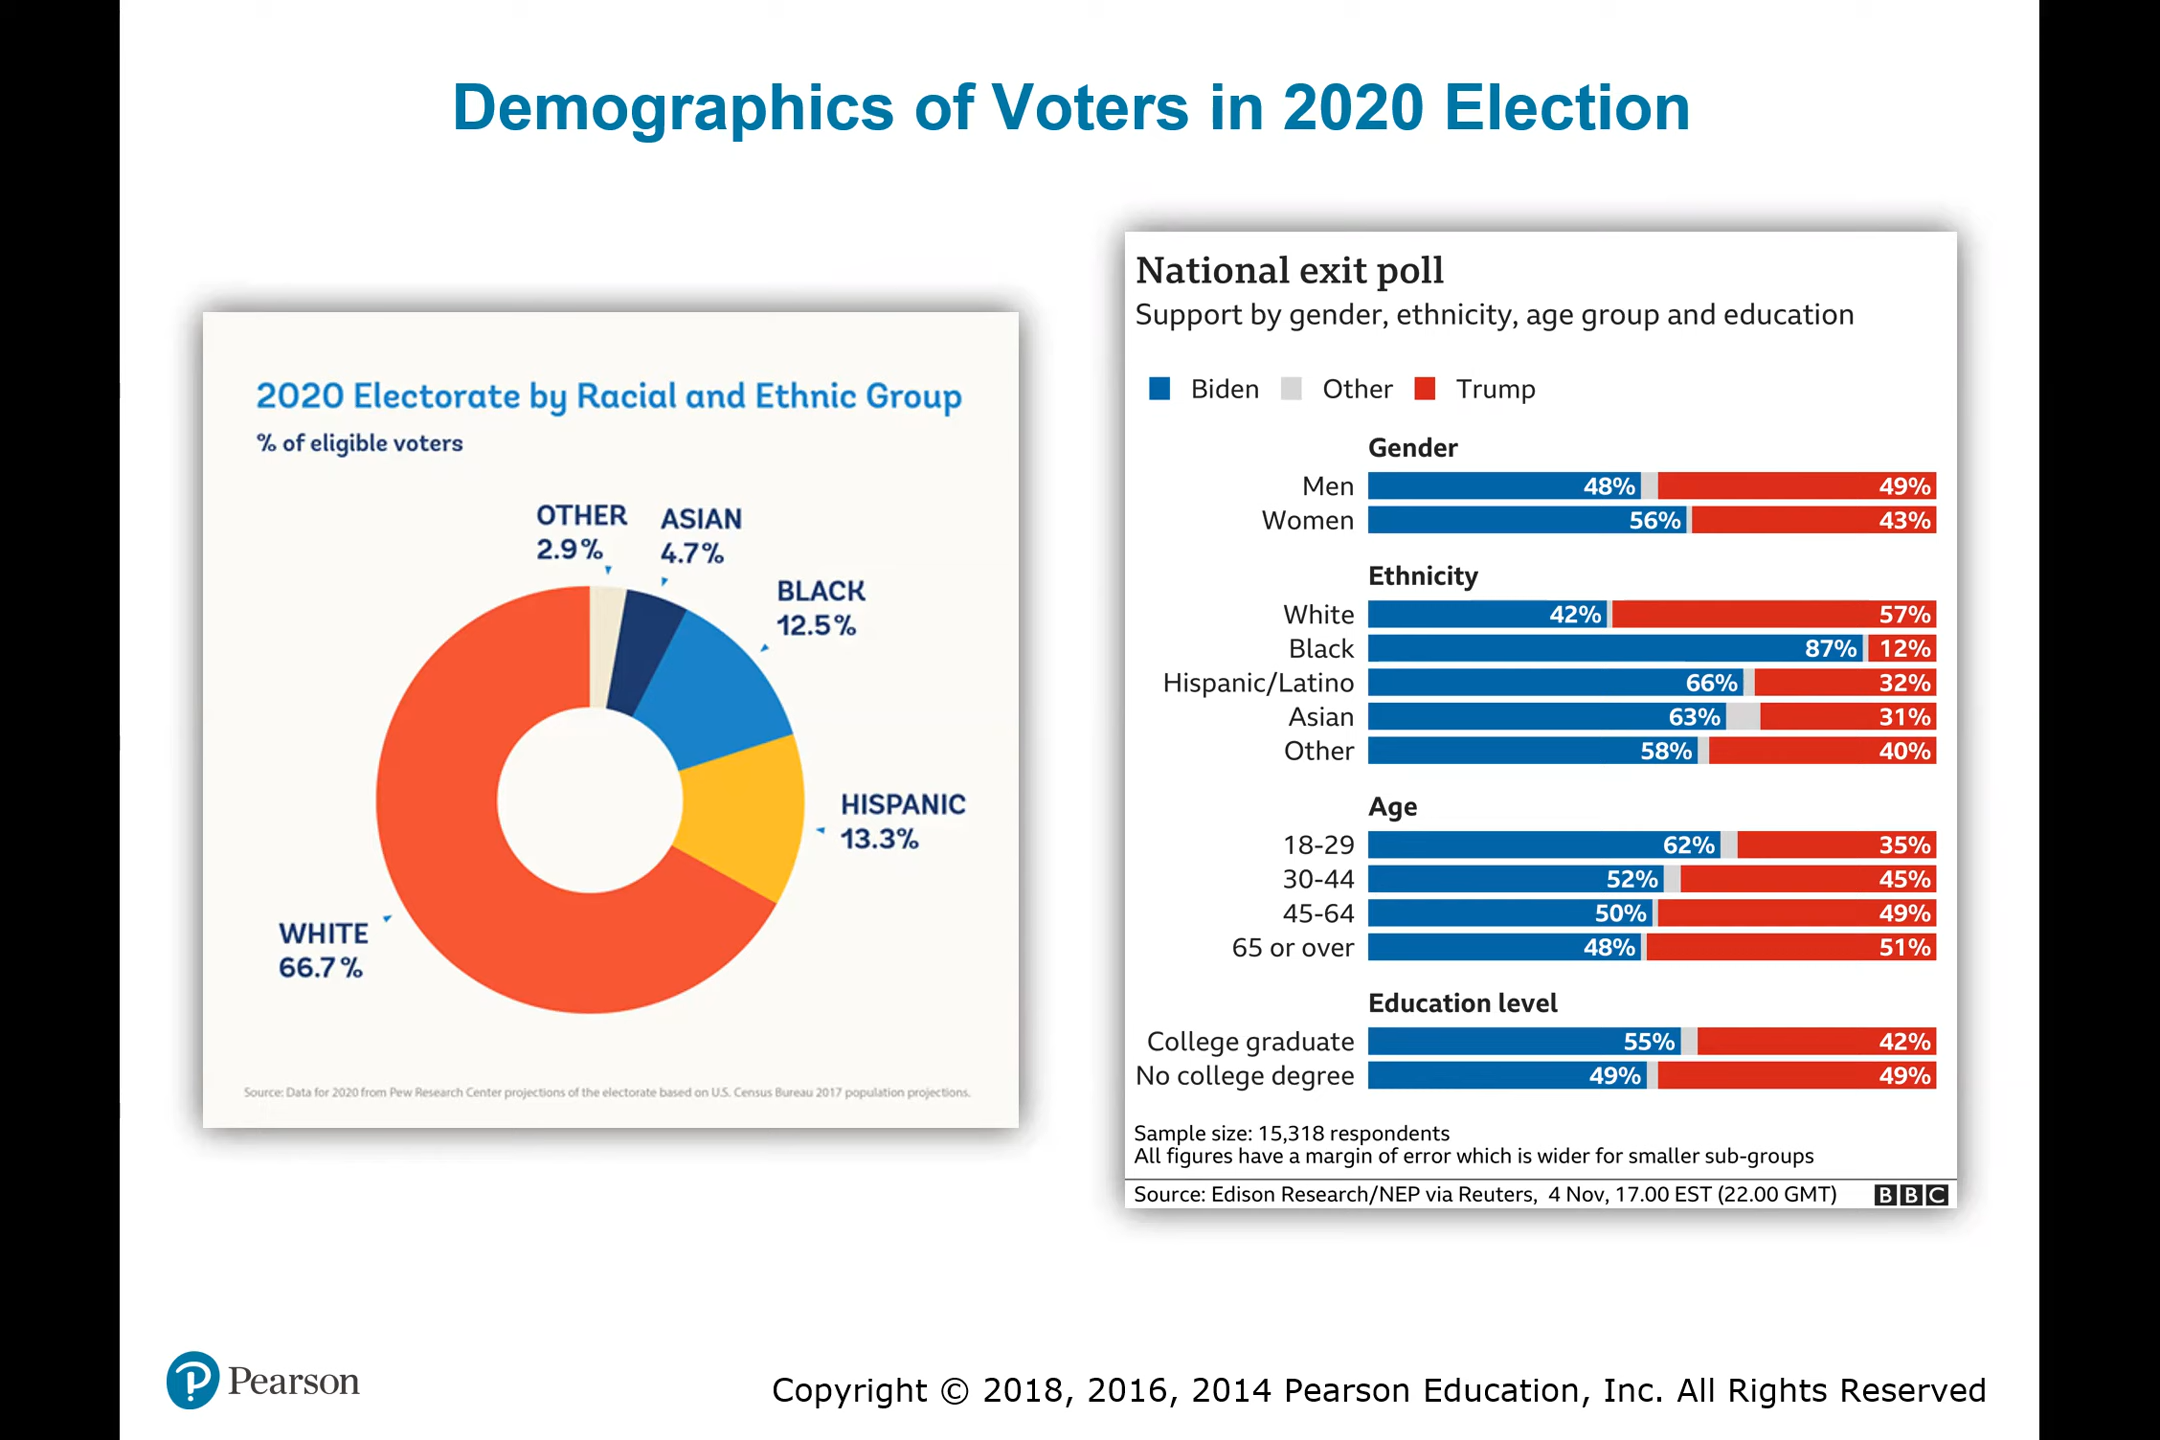 Demographics of Voters in 2020 Election
2020 Electorate by Racial and Ethnic Group
% of eligible voters
OTHER
2.9%
ASIAN
4.7%
BLACK
12.5%
HISPANIC
13.3%
WHITE
66.7%
Source: Data for 2020 from Pew Research Center projections of the electorate based on U.S. Census Bureau 2017 population projections.
National exit poll
Support by gender, ethnicity, age group and education
Biden Other Trump
Gender
Men 48% 49%
Women 56% 43%
Ethnicity
White 42% 57%
Black 87% 12%
Hispanic/Latino 66% 32%
Asian 63% 31%
Other 58% 40%
Age
18-29 62% 35%
30-44 52% 45%
45-64 50% 49%
65 or over 48% 51%
Education level
College graduate 55% 42%
No college degree 49% 49%
Sample size: 15,318 respondents
All figures have a margin of error which is wider for smaller sub-groups
Source: Edison Research/NEP via Reuters, 4 Nov, 17.00 EST (22.00 GMT) BBC
Pearson
Copyright © 2018, 2016, 2014 Pearson Education, Inc. All Rights Reserved